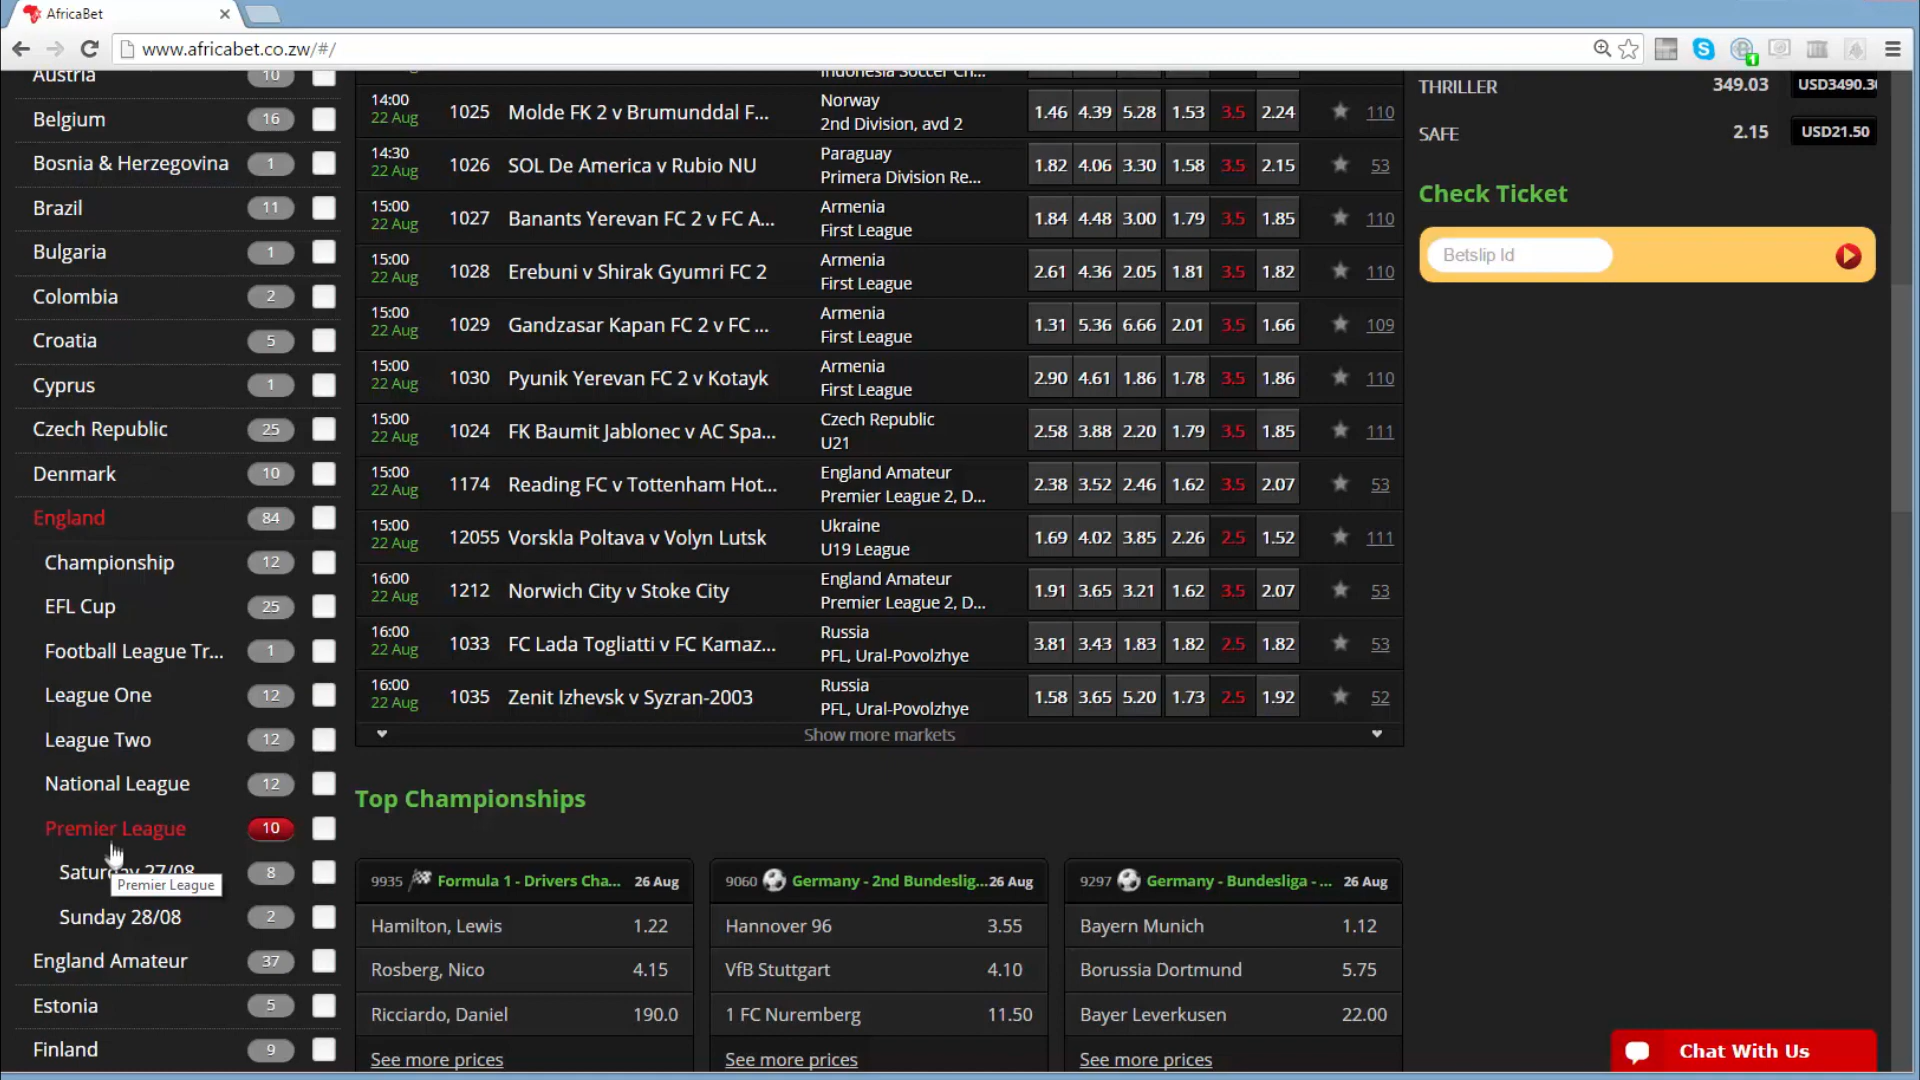 AfricaBet
www.africabet.co.zw/#/
Austria 10
Belgium 16
Bosnia & Herzegovina 1
Brazil 11
Bulgaria 1
Colombia 2
Croatia 5
Cyprus 1
Czech Republic 25
Denmark 10
England 84
Championship 12
EFL Cup 25
Football League Tr... 1
League One 12
League Two 12
National League 12
Premier League 10
Saturday 27/08 8
Premier League
Sunday 28/08 2
England Amateur 37
Estonia 5
Finland 9
Indonesia Soccer Ch...
14:00 Norway
22 Aug 1025 Molde FK 2 v Brumunddal F... 2nd Division, avd 2 1.46 4.39 5.28 1.53 3.5 2.24 110
14:30 Paraguay
22 Aug 1026 SOL De America v Rubio NU Primera Division Re... 1.82 4.06 3.30 1.58 3.5 2.15 53
15:00 Armenia
22 Aug 1027 Banants Yerevan FC 2 v FC A... First League 1.84 4.48 3.00 1.79 3.5 1.85 110
15:00 Armenia
22 Aug 1028 Erebuni v Shirak Gyumri FC 2 First League 2.61 4.36 2.05 1.81 3.5 1.82 110
15:00 Armenia
22 Aug 1029 Gandzasar Kapan FC 2 v FC ... First League 1.31 5.36 6.66 2.01 3.5 1.66 109
15:00 Armenia
22 Aug 1030 Pyunik Yerevan FC 2 v Kotayk First League 2.90 4.61 1.86 1.78 3.5 1.86 110
15:00 Czech Republic
22 Aug 1024 FK Baumit Jablonec v AC Spa... U21 2.58 3.88 2.20 1.79 3.5 1.85 111
15:00 England Amateur
22 Aug 1174 Reading FC v Tottenham Hot... Premier League 2, D... 2.38 3.52 2.46 1.62 3.5 2.07 53
15:00 Ukraine
22 Aug 12055 Vorskla Poltava v Volyn Lutsk U19 League 1.69 4.02 3.85 2.26 2.5 1.52 111
16:00 England Amateur
22 Aug 1212 Norwich City v Stoke City Premier League 2, D... 1.91 3.65 3.21 1.62 3.5 2.07 53
16:00 Russia
22 Aug 1033 FC Lada Togliatti v FC Kamaz... PFL, Ural-Povolzhye 3.81 3.43 1.83 1.82 2.5 1.82 53
16:00 Russia
22 Aug 1035 Zenit Izhevsk v Syzran-2003 PFL, Ural-Povolzhye 1.58 3.65 5.20 1.73 2.5 1.92 52
Show more markets
Top Championships
9935 Formula 1 - Drivers Cha... 26 Aug
Hamilton, Lewis 1.22
Rosberg, Nico 4.15
Ricciardo, Daniel 190.0
See more prices
9060 Germany - 2nd Bundeslig... 26 Aug
Hannover 96 3.55
VfB Stuttgart 4.10
1 FC Nuremberg 11.50
See more prices
9297 Germany - Bundesliga - ... 26 Aug
Bayern Munich 1.12
Borussia Dortmund 5.75
Bayer Leverkusen 22.00
See more prices
THRILLER 349.03 USD3490.30
SAFE 2.15 USD21.50
Check Ticket
Betslip Id
Chat With Us